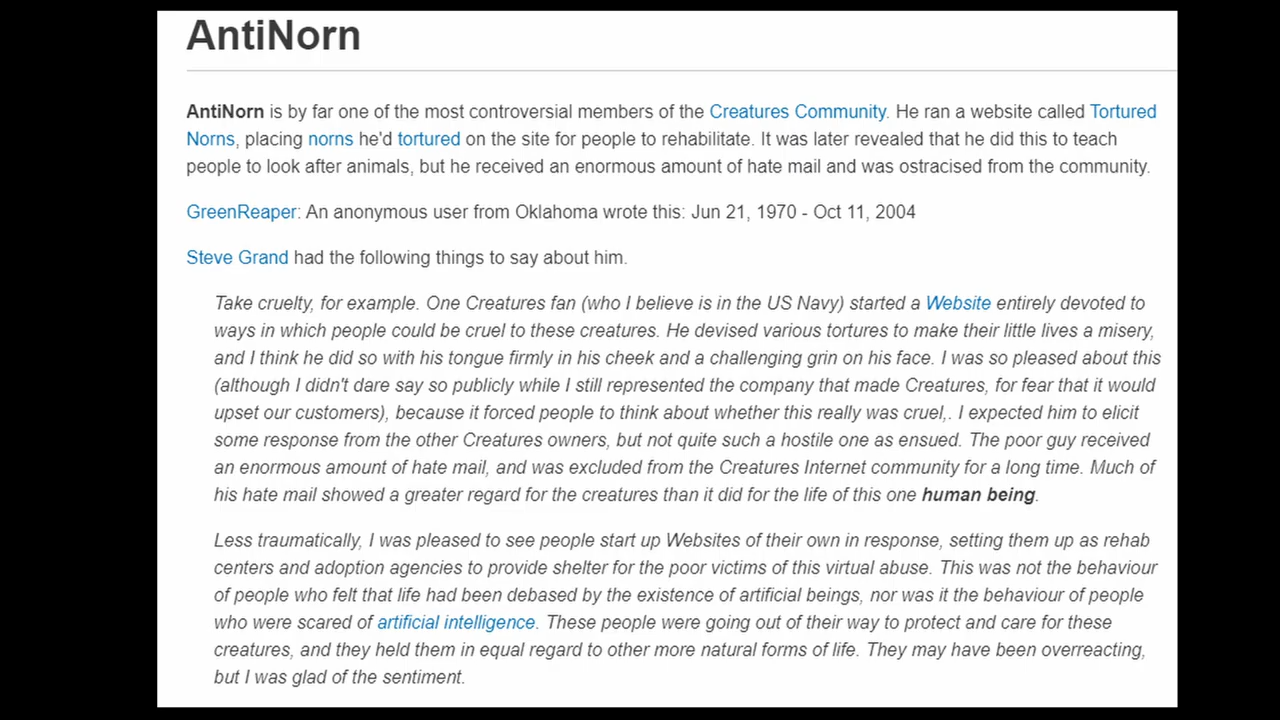 AntiNorn
AntiNorn is by far one of the most controversial members of the Creatures Community. He ran a website called Tortured
Norns, placing norns he'd tortured on the site for people to rehabilitate. It was later revealed that he did this to teach
people to look after animals, but he received an enormous amount of hate mail and was ostracised from the community.
GreenReaper: An anonymous user from Oklahoma wrote this: Jun 21, 1970 - Oct 11, 2004
Steve Grand had the following things to say about him.
Take cruelty, for example. One Creatures fan (who I believe is in the US Navy) started a Website entirely devoted to
ways in which people could be cruel to these creatures. He devised various tortures to make their little lives a misery,
and I think he did so with his tongue firmly in his cheek and a challenging grin on his face. I was so pleased about this
(although I didn't dare say so publicly while I still represented the company that made Creatures, for fear that it would
upset our customers), because it forced people to think about whether this really was cruel,. I expected him to elicit
some response from the other Creatures owners, but not quite such a hostile one as ensued. The poor guy received
an enormous amount of hate mail, and was excluded from the Creatures Internet community for a long time. Much of
his hate mail showed a greater regard for the creatures than it did for the life of this one human being.
Less traumatically, I was pleased to see people start up Websites of their own in response, setting them up as rehab
centers and adoption agencies to provide shelter for the poor victims of this virtual abuse. This was not the behaviour
of people who felt that life had been debased by the existence of artificial beings, nor was it the behaviour of people
who were scared of artificial intelligence. These people were going out of their way to protect and care for these
creatures, and they held them in equal regard to other more natural forms of life. They may have been overreacting,
but I was glad of the sentiment.